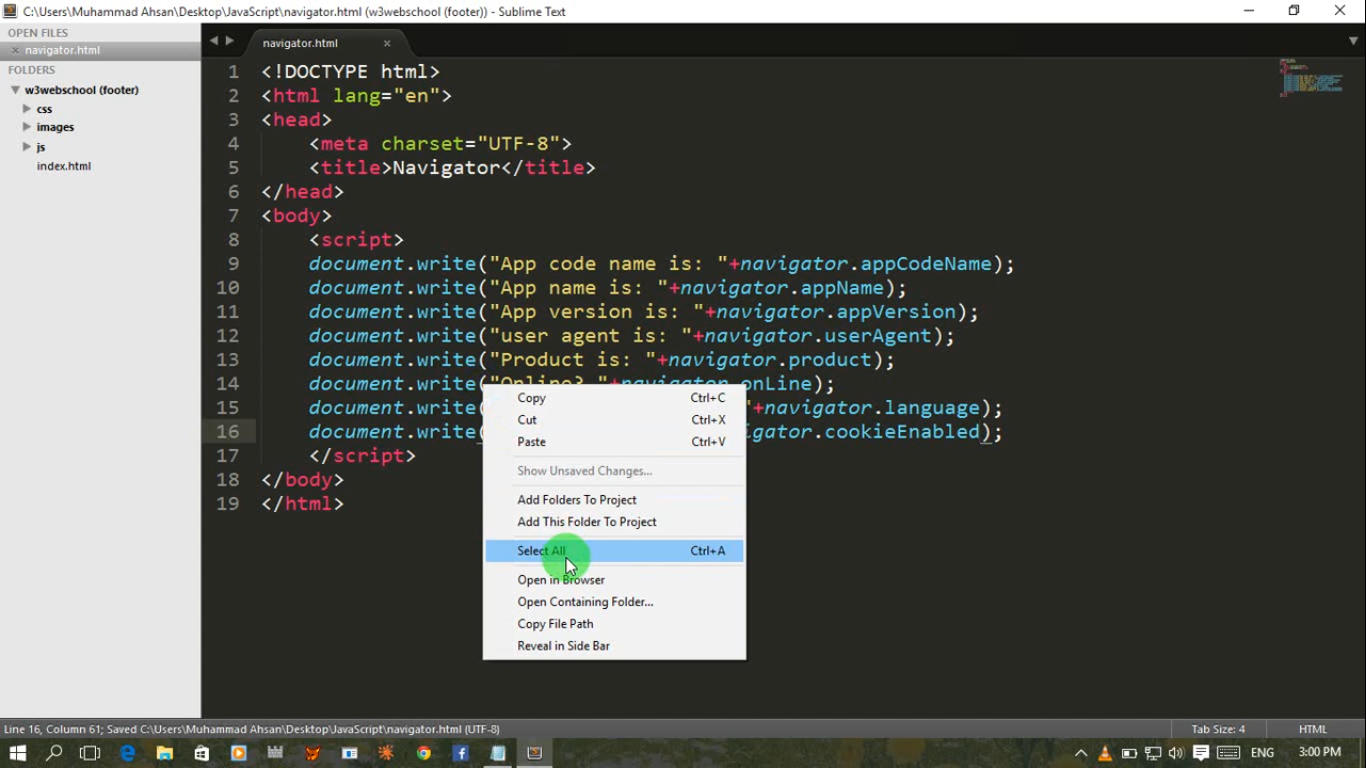 C:\Users\Muhammad Ahsan\Desktop\JavaScript\navigator.html (w3webschool (footer)) - Sublime Text
OPEN FILES
navigator.html
FOLDERS
w3webschool (footer)
css
images
js
index.html
navigator.html
1 <!DOCTYPE html>
2 <html lang="en">
3 <head>
4 <meta charset="UTF-8">
5 <title>Navigator</title>
6 </head>
7 <body>
8 <script>
9 document.write("App code name is: "+navigator.appCodeName);
10 document.write("App name is: "+navigator.appName);
11 document.write("App version is: "+navigator.appVersion);
12 document.write("user agent is: "+navigator.userAgent);
13 document.write("Product is: "+navigator.product);
14 document.write("Online? "+navigator.onLine);
15 document.write( "+navigator.language);
16 document.write( igator.cookieEnabled);
17 </script>
18 </body>
19 </html>
Copy Ctrl+C
Cut Ctrl+X
Paste Ctrl+V
Show Unsaved Changes...
Add Folders To Project
Add This Folder To Project
Select All Ctrl+A
Open in Browser
Open Containing Folder...
Copy File Path
Reveal in Side Bar
Line 16, Column 61; Saved C:\Users\Muhammad Ahsan\Desktop\JavaScript\navigator.html (UTF-8)
Tab Size: 4
HTML
ENG
3:00 PM